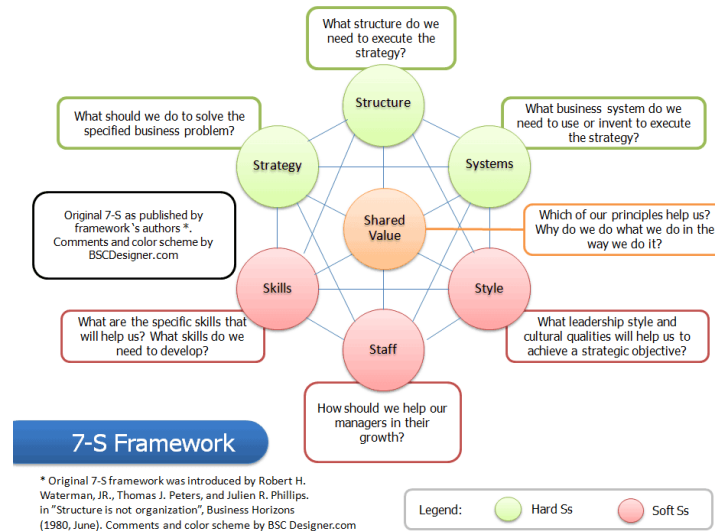 What structure do we
need to execute the
strategy?
Structure
What should we do to solve the
specified business problem?
What business system do we
need to use or invent to execute
the strategy?
Strategy
Systems
Original 7-S as published by
framework's authors *.
Comments and color scheme by
BSCDesigner.com
Shared
Value
Which of our principles help us?
Why do we do what we do in the
way we do it?
Skills
Style
What are the specific skills that
will help us? What skills do we
need to develop?
Staff
What leadership style and
cultural qualities will help us to
achieve a strategic objective?
How should we help our
managers in their
growth?
7-S Framework
* Original 7-S framework was introduced by Robert H.
Waterman, JR., Thomas J. Peters, and Julien R. Phillips.
in "Structure is not organization", Business Horizons
(1980, June). Comments and color scheme by BSC Designer.com
Legend:
Hard Ss
Soft Ss